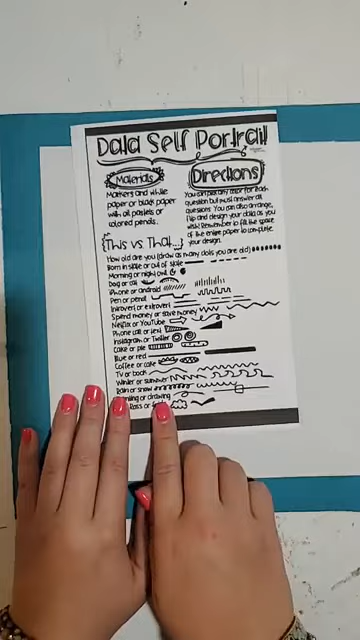 Data Self Portrait
Materials
Directions
Markers and white
paper or black paper
with oil pastels or
colored pencils.
You can pick any color for each
question but must answer all
questions. You can also arrange,
flip and design your data as you
wish! Remember to fill the space
of the entire paper to complete
your design.
This vs That...
How old are you (draw as many dots you are old)
Born in state or out of state
Morning or night owl
Dog or cat
iPhone or android
Pen or pencil
Introvert or extrovert
Spend money or save money
Netflix or YouTube
Phone call or text
Instagram or Twitter
Cake or pie
Blue or red
Coffee or coke
TV or book
Winter or summer
Rain or snow
or drawing
Ross or